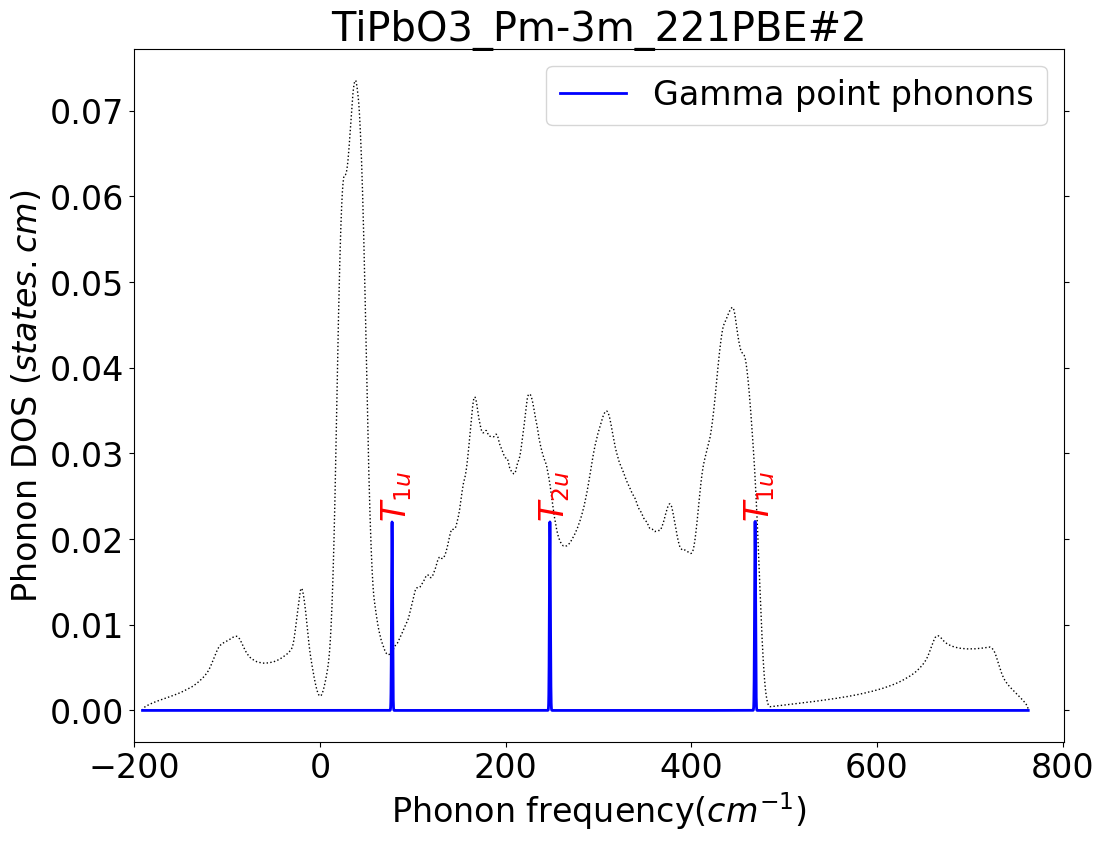 TiPbO3_Pm-3m_221PBE#2
Gamma point phonons
Phonon DOS (states.cm)
0.07
0.06
0.05
0.04
0.03
0.02
0.01
0.00
T1u
T2u
T1u
−200
0
200
400
600
800
Phonon frequency(cm⁻¹)